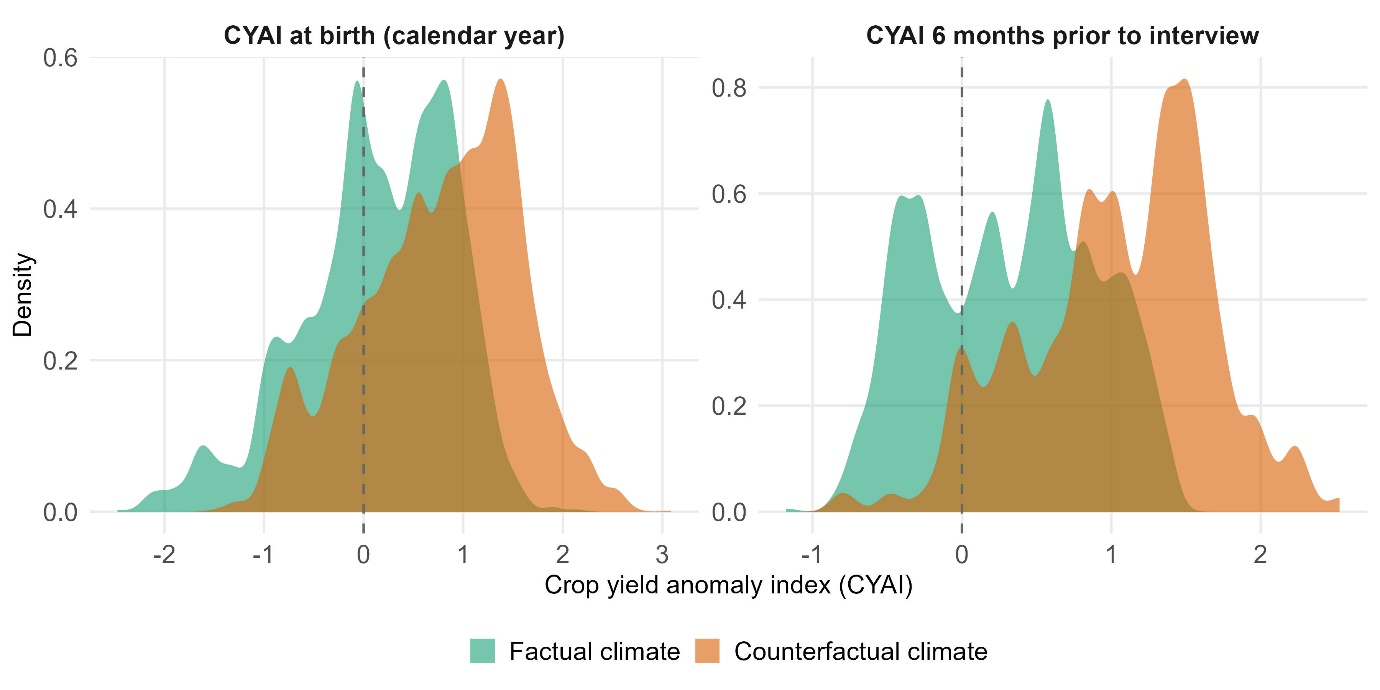 CYAI at birth (calendar year)
CYAI 6 months prior to interview
Density
0.6
0.4
0.2
0.0
-2 -1 0 1 2 3
0.8
0.6
0.4
0.2
0.0
-1 0 1 2
Crop yield anomaly index (CYAI)
Factual climate
Counterfactual climate